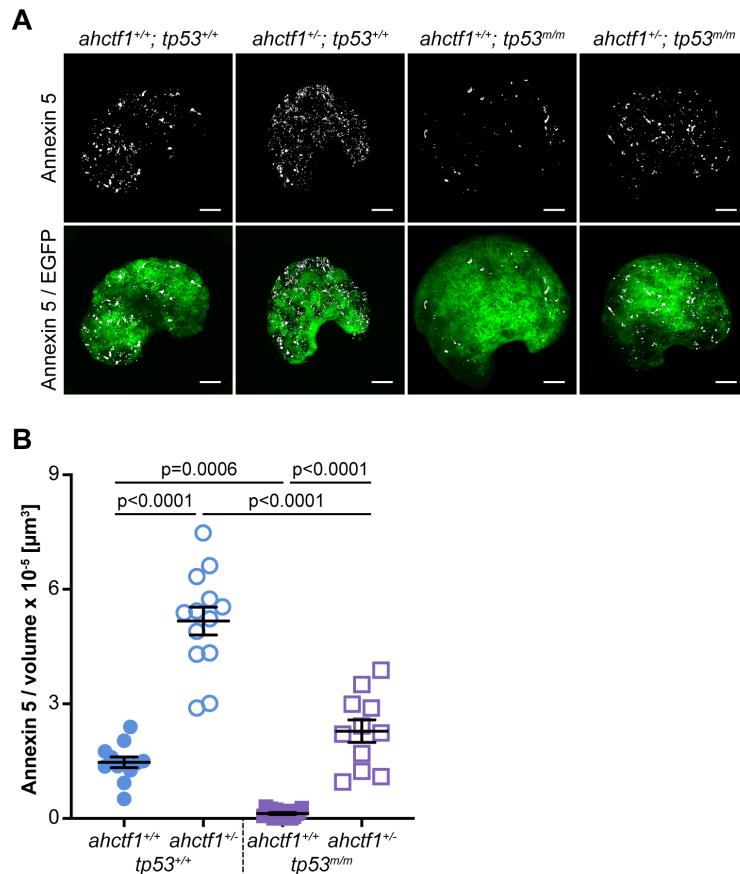 A
ahctf1+/+; tp53+/+ ahctf1+/-; tp53+/+ ahctf1+/+; tp53m/m ahctf1+/-; tp53m/m
Annexin 5
Annexin 5 / EGFP
B
Annexin 5 / volume x 10-5 [µm3]
9
6
3
0
p=0.0006 p<0.0001
p<0.0001 p<0.0001
ahctf1+/+ ahctf1+/- ahctf1+/+ ahctf1+/-
tp53+/+ tp53m/m